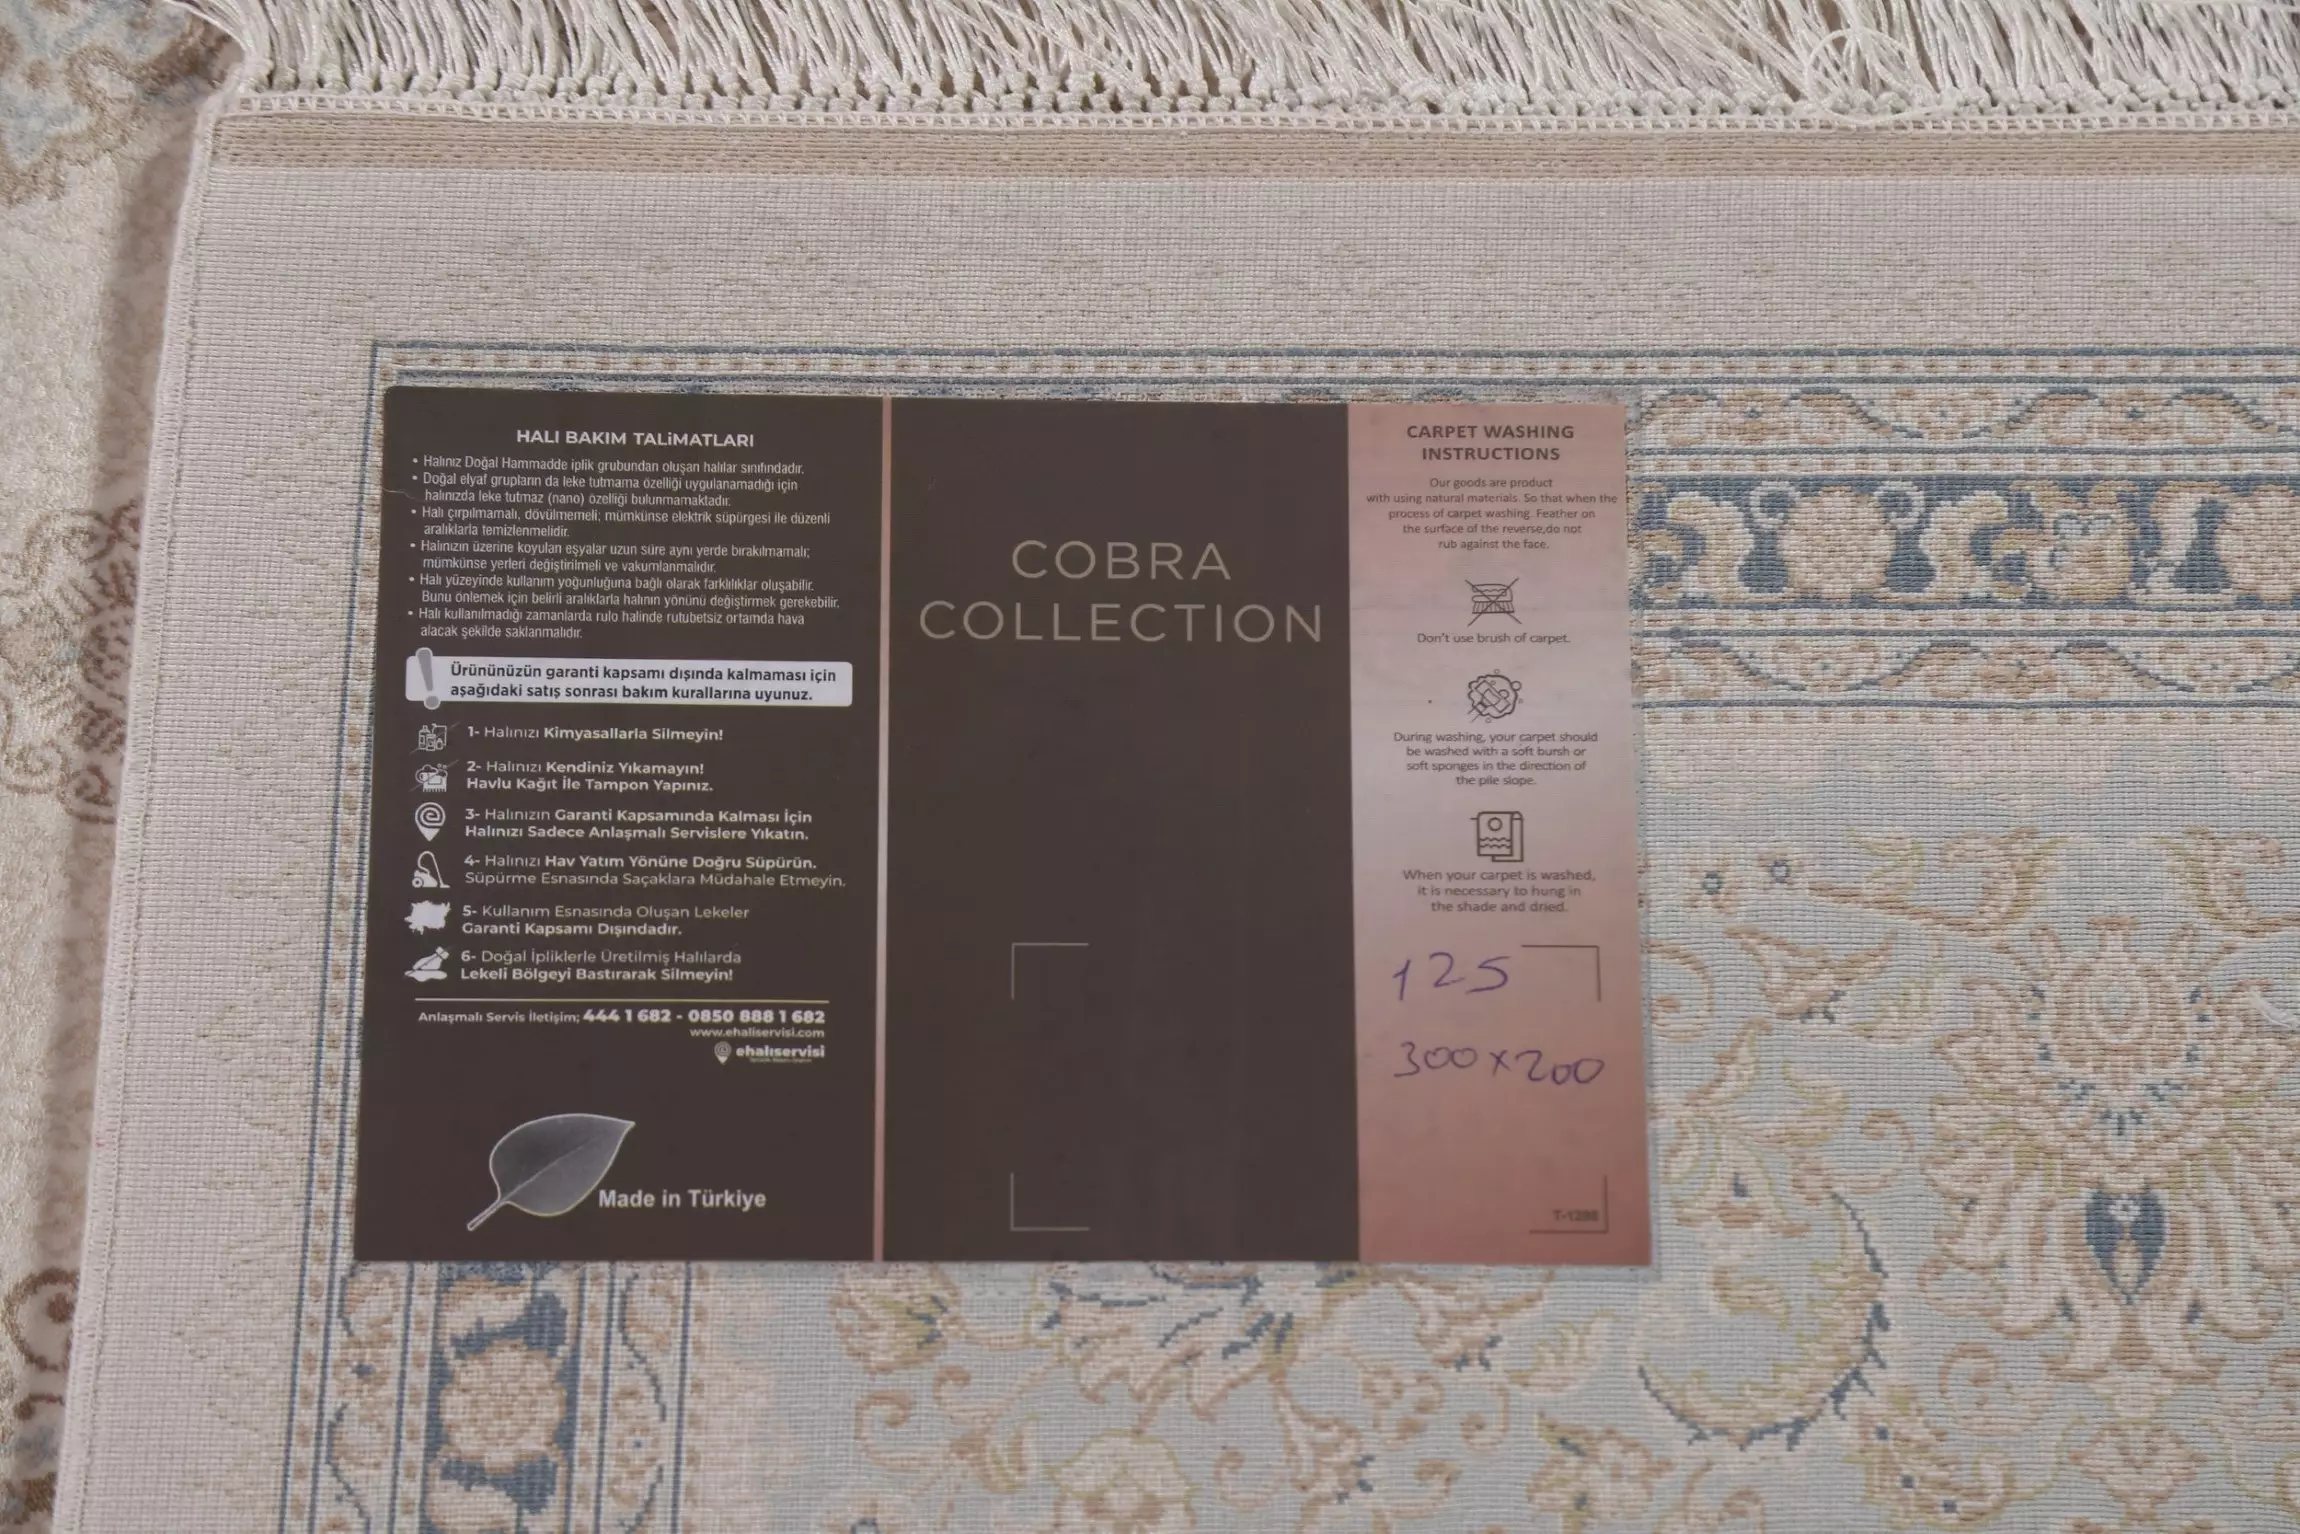 HALI BAKIM TALiMATLARI
• Halınız Doğal Hammadde iplik grubundan oluşan halılar sınıfındadır.
• Doğal elyaf grupların da leke tutmama özelliği uygulanamadığı için
halınızda leke tutmaz (nano) özelliği bulunmamaktadır.
• Halı çırpılmamalı, dövülmemeli; mümkünse elektrik süpürgesi ile düzenli
aralıklarla temizlenmelidir.
• Halınızın üzerine koyulan eşyalar uzun süre aynı yerde bırakılmamalı;
mümkünse yerleri değiştirilmeli ve vakumlanmalıdır.
• Halı yüzeyinde kullanım yoğunluğuna bağlı olarak farklılıklar oluşabilir.
Bunu önlemek için belirli aralıklarla halının yönünü değiştirmek gerekebilir.
• Halı kullanılmadığı zamanlarda rulo halinde rutubetsiz ortamda hava
alacak şekilde saklanmalıdır.
Ürününüzün garanti kapsamı dışında kalmaması için
aşağıdaki satış sonrası bakım kurallarına uyunuz.
1- Halınızı Kimyasallarla Silmeyin!
2- Halınızı Kendiniz Yıkamayın!
Havlu Kağıt İle Tampon Yapınız.
3- Halınızın Garanti Kapsamında Kalması İçin
Halınızı Sadece Anlaşmalı Servislere Yıkatın.
4- Halınızı Hav Yatım Yönüne Doğru Süpürün.
Süpürme Esnasında Saçaklara Müdahale Etmeyin.
5- Kullanım Esnasında Oluşan Lekeler
Garanti Kapsamı Dışındadır.
6- Doğal İpliklerle Üretilmiş Halılarda
Lekeli Bölgeyi Bastırarak Silmeyin!
Anlaşmalı Servis İletişim; 444 1 682 - 0850 888 1 682
www.ehaliservisi.com
ehalıservisi
Made in Türkiye
COBRA
COLLECTION
CARPET WASHING
INSTRUCTIONS
Our goods are product
with using natural materials. So that when the
process of carpet washing. Feather on
the surface of the reverse,do not
rub against the face.
Don't use brush of carpet.
During washing, your carpet should
be washed with a soft bursh or
soft sponges in the direction of
the pile slope.
When your carpet is washed,
it is necessary to hung in
the shade and dried.
125
300x200